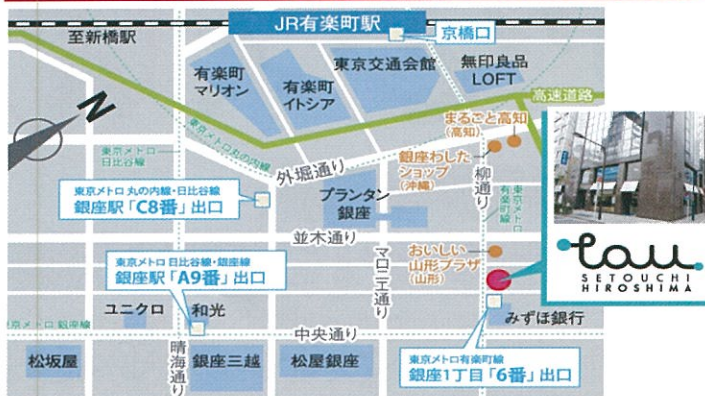 JR有楽町駅
京橋口
至新橋駅
有楽町
マリオン
有楽町
イトシア
東京交通会館
無印良品
LOFT
高速道路
N
まるごと高知
(高知)
銀座わした
ショップ
(沖縄)
東京メトロ
日比谷線
東京メトロ丸の内線
外堀通り
柳通り
東京メトロ
有楽町線
東京メトロ 丸の内線・日比谷線
銀座駅「C8番」出口
プランタン
銀座
並木通り
マロニエ通り
おいしい
山形プラザ
(山形)
tau
SETOUCHI
HIROSHIMA
東京メトロ 日比谷線・銀座線
銀座駅「A9番」出口
ユニクロ
和光
みずほ銀行
東京メトロ 銀座線
中央通り
晴海通り
松坂屋
銀座三越
松屋銀座
東京メトロ有楽町線
銀座1丁目「6番」出口